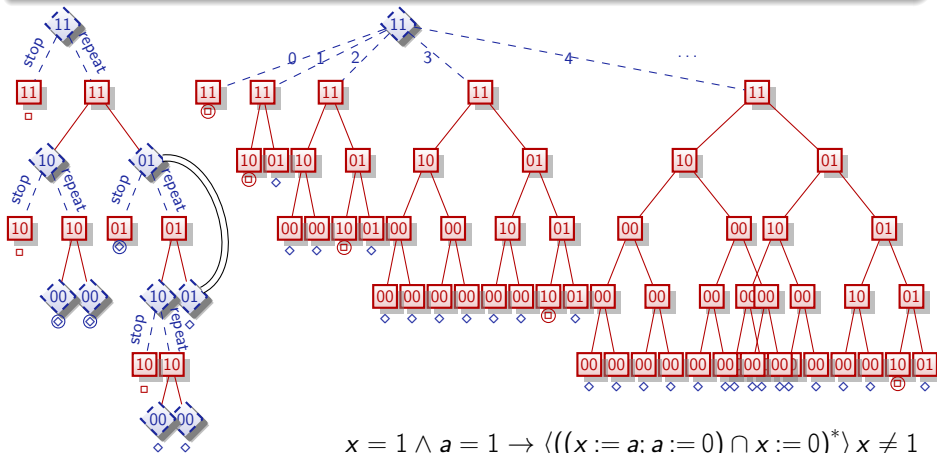 11 11
stop repeat 0 1 2 3 4 ...
11 11 11 11 11 11 11
10 01 10 01 10 01 10 01 10 01
stop repeat stop repeat
10 10 01 01 00 00 10 01 00 00 10 01 00 00 10 01
00 00 10 01 00 00 00 00 00 00 10 01 00 00 00 00 00 00 10 01
stop repeat
10 10 00 00 00 00 00 00 00 00 00 00 00 00 00 00 10 01
00 00
x = 1 ∧ a = 1 → ⟨((x := a; a := 0) ∩ x := 0)*⟩ x ≠ 1